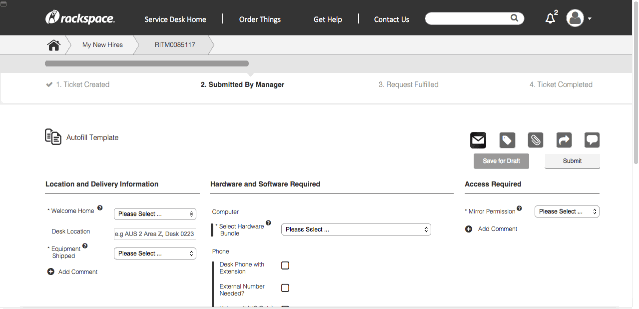 rackspace.
Service Desk Home
Order Things
Get Help
Contact Us
2
My New Hires
RITM0085117
1. Ticket Created
2. Submitted By Manager
3. Request Fulfilled
4. Ticket Completed
Autofill Template
Save for Draft
Submit
Location and Delivery Information
Hardware and Software Required
Access Required
* Welcome Home
Please Select ...
Desk Location
e.g AUS 2 Area Z, Desk 0223
* Equipment
Shipped
Please Select ...
Add Comment
Computer
* Select Hardware
Bundle
Please Select ...
Phone
Desk Phone with
Extension
External Number
Needed?
* Mirror Permission
Please Select ...
Add Comment